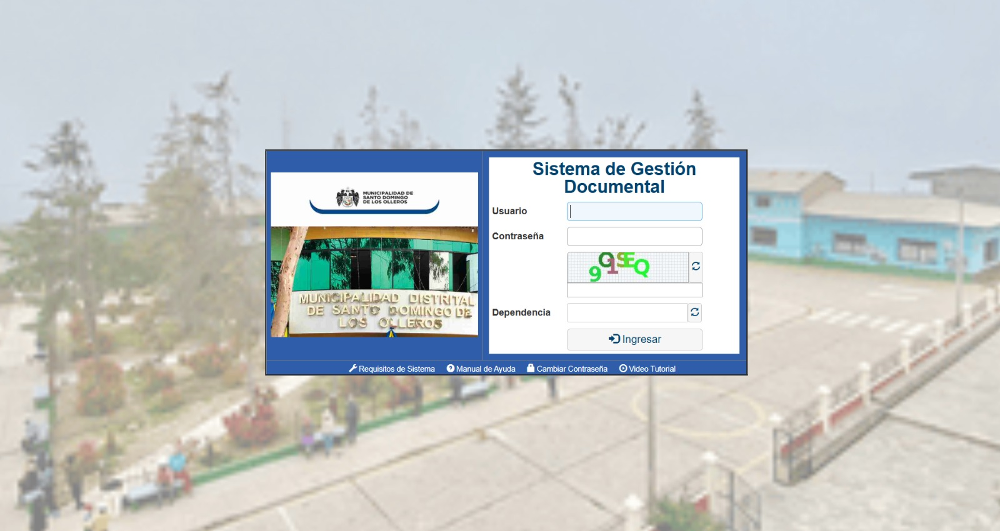 MUNICIPALIDAD DE
SANTO DOMINGO
DE LOS OLLEROS
MUNICIPALIDAD DISTRITAL
DE SANTO DOMINGO DE
LOS OLLEROS
Sistema de Gestión
Documental
Usuario
Contraseña
9Q1SEQ
Dependencia
Ingresar
Requisitos de Sistema
Manual de Ayuda
Cambiar Contraseña
Video Tutorial